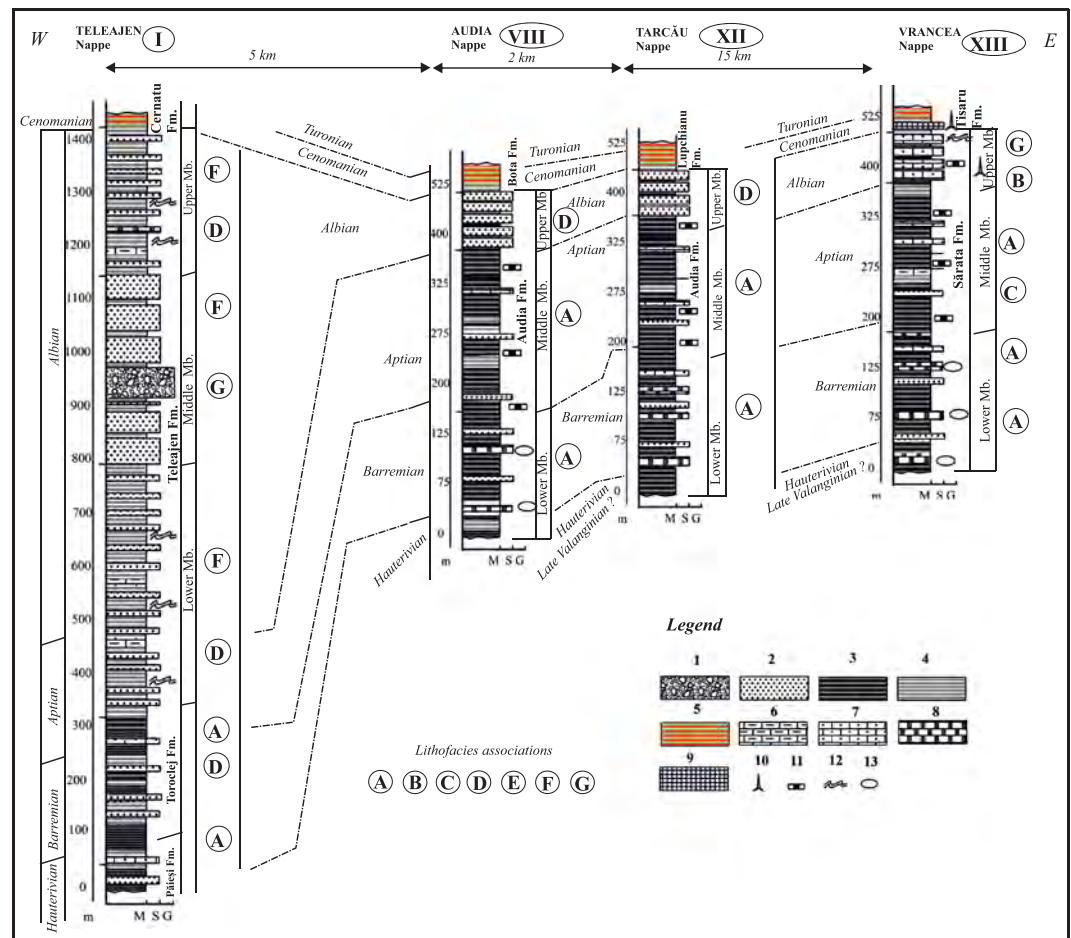 W
TELEAJEN
Nappe
I
5 km
AUDIA
Nappe
VIII
2 km
TARCĂU
Nappe
XII
15 km
VRANCEA
Nappe
XIII
E
Cenomanian
Albian
Aptian
Barremian
Hauterivian
1400
1300
1200
1100
1000
900
800
700
600
500
400
300
200
100
0
m
M S G
Cernatu Fm.
Teleajen Fm.
Toroclej Fm.
Păieşi Fm.
Upper Mb.
Middle Mb.
Lower Mb.
F
D
F
G
F
D
A
D
A
Turonian
Cenomanian
Albian
Aptian
Barremian
Hauterivian
525
400
325
275
200
125
75
0
m
M S G
Bota Fm.
Audia Fm.
Upper Mb.
Middle Mb.
Lower Mb.
D
A
A
Turonian
Cenomanian
Albian
Aptian
Barremian
Hauterivian
Late Valanginian ?
525
400
325
275
200
125
75
0
m
M S G
Lupchianu Fm.
Audia Fm.
Upper Mb.
Middle Mb.
Lower Mb.
D
A
A
Turonian
Cenomanian
Albian
Aptian
Barremian
Hauterivian
Late Valanginian ?
525
400
325
275
200
125
75
0
m
M S G
Tisaru Fm.
Sărata Fm.
Upper Mb.
Middle Mb.
Lower Mb.
G
B
A
C
A
A
Lithofacies associations
A B C D E F G
Legend
1 2 3 4
5 6 7 8
9 10 11 12 13